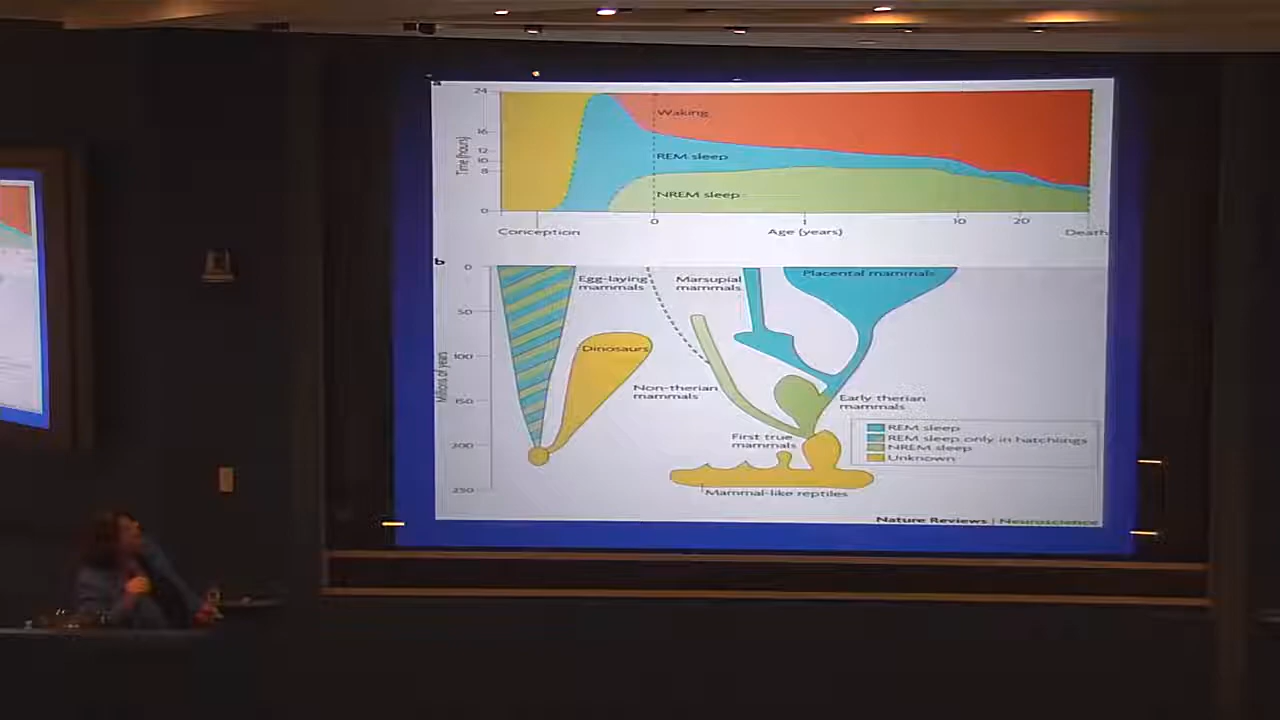 a
24
16
12
10
8
0
Time (hours)
Waking
REM sleep
NREM sleep
0
1
10
20
Conception
Age (years)
Death
b
0
50
100
150
200
250
Millions of years
Egg-laying
mammals
Marsupial
mammals
Placental mammals
Dinosaurs
Non-therian
mammals
Early therian
mammals
First true
mammals
Mammal-like reptiles
REM sleep
REM sleep only in hatchlings
NREM sleep
Unknown
Nature Reviews | Neuroscience